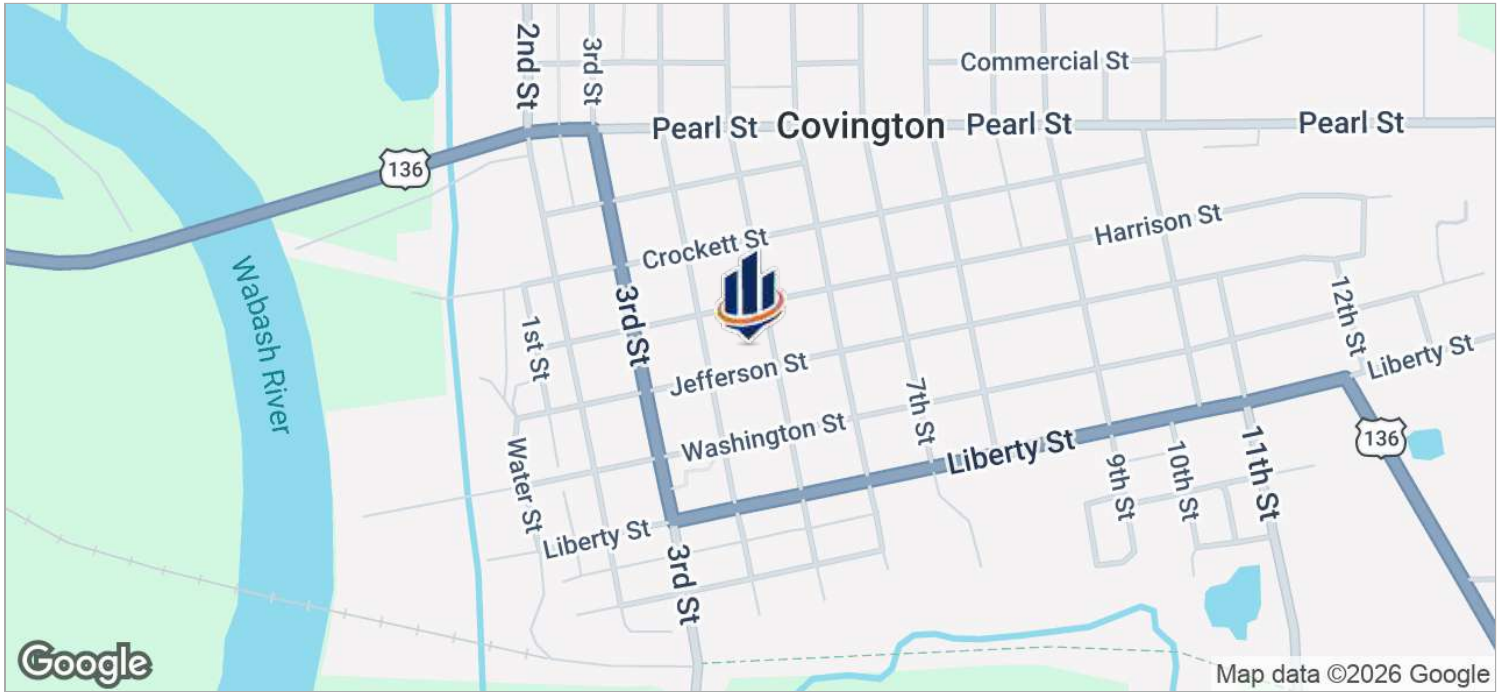 2nd St
3rd St
Commercial St
Pearl St
Covington
Pearl St
Pearl St
136
Crockett St
Harrison St
Wabash River
3rd St
1st St
12th St
Jefferson St
Liberty St
7th St
Washington St
136
Liberty St
Water St
9th St
10th St
11th St
Liberty St
3rd St
Google
Map data ©2026 Google